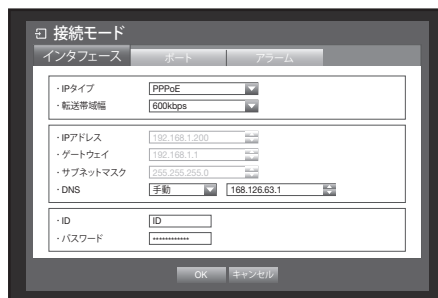 接続モード
インタフェース ポート アラーム
· IPタイプ PPPoE
· 転送帯域幅 600kbps
· IPアドレス 192.168.1.200
· ゲートウェイ 192.168.1.1
· サブネットマスク 255.255.255.0
· DNS 手動 168.126.63.1
· ID ID
· パスワード ************
OK キャンセル